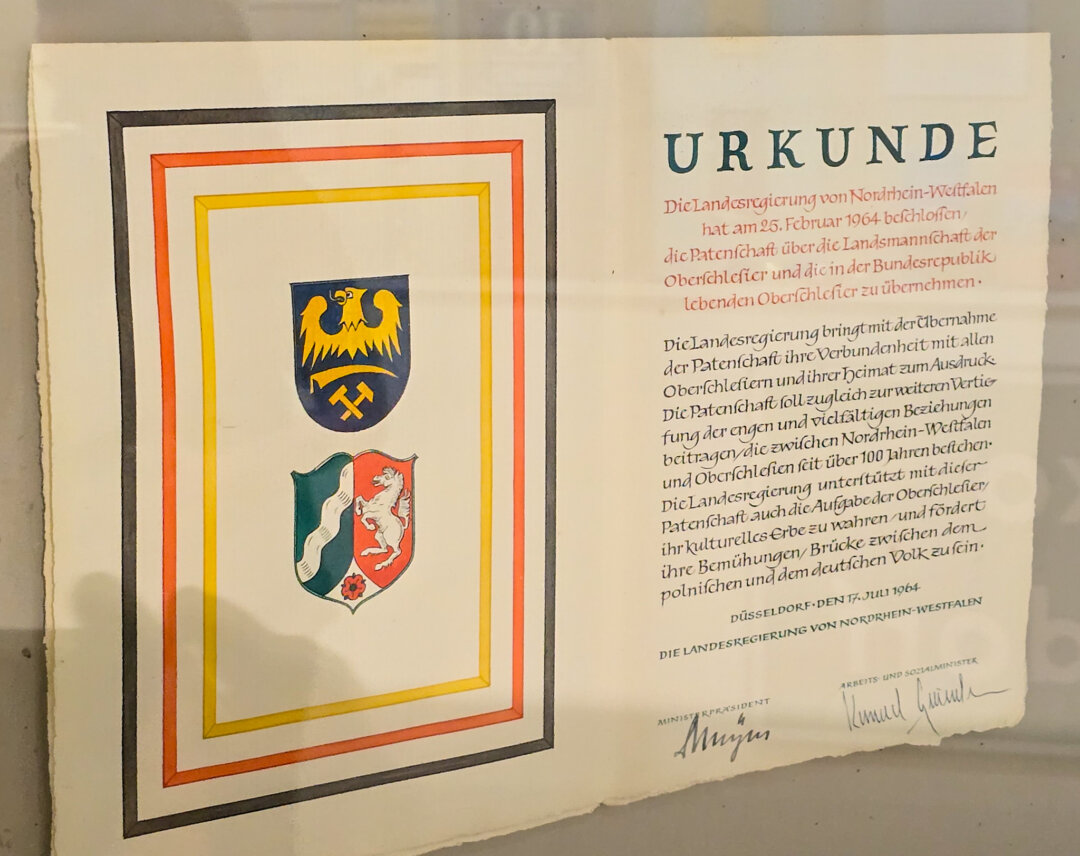 URKUNDE
Die Landesregierung von Nordrhein-Westfalen
hat am 25. Februar 1964 beſchloſſen/
die Patenſchaft über die Landsmannſchaft der
Oberſchleſier und die in der Bundesrepublik
lebenden Oberſchleſier zu übernehmen·
Die Landesregierung bringt mit der Übernahme
der Patenſchaft ihre Verbundenheit mit allen
Oberſchleſiern und ihrer Heimat zum Ausdruck·
Die Patenſchaft ſoll zugleich zur weiteren Vertie-
fung der engen und vielfältigen Beziehungen
beitragen/die zwiſchen Nordrhein-Weſtfalen
und Oberſchleſien ſeit über 100 Jahren beſtehen·
Die Landesregierung unterſtützt mit dieſer
Patenſchaft auch die Aufgabe der Oberſchleſier/
ihr kulturelles Erbe zu wahren/und fördert
ihre Bemühungen/Brücke zwiſchen dem
polniſchen und dem deutſchen Volk zu ſein·
DÜSSELDORF·DEN 17·JULI 1964
DIE LANDESREGIERUNG VON NORDRHEIN-WESTFALEN
MINISTERPRÄSIDENT
ARBEITS- UND SOZIALMINISTER